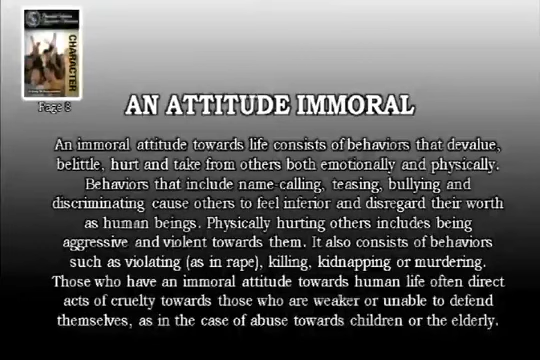 CHARACTER
AN ATTITUDE IMMORAL
An immoral attitude towards life consists of behaviors that devalue,
belittle, hurt and take from others both emotionally and physically.
Behaviors that include name-calling, teasing, bullying and
discriminating cause others to feel inferior and disregard their worth
as human beings. Physically hurting others includes being
aggressive and violent towards them. It also consists of behaviors
such as violating (as in rape), killing, kidnapping or murdering.
Those who have an immoral attitude towards human life often direct
acts of cruelty towards those who are weaker or unable to defend
themselves, as in the case of abuse towards children or the elderly.